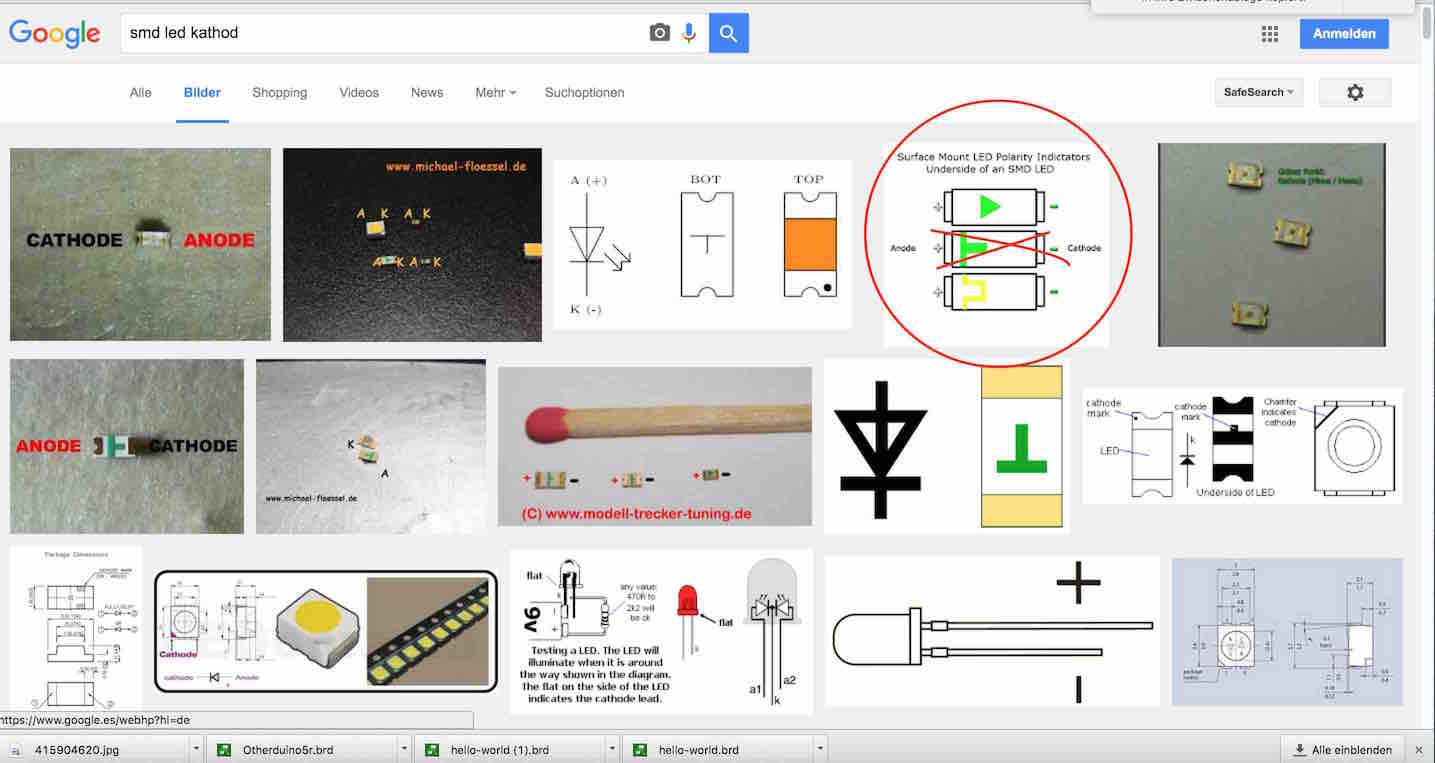 in Ihre Zwischenablage kopiert.
Google
smd led kathod
Anmelden
Alle
Bilder
Shopping
Videos
News
Mehr
Suchoptionen
SafeSearch
CATHODE
ANODE
www.michael-floessel.de
A K A K
A K A K
A (+)
K (-)
BOT
TOP
Surface Mount LED Polarity Indictators
Underside of an SMD LED
+ -
Anode + - Cathode
+ -
ANODE
CATHODE
K
A
www.michael-floessel.de
+ - + - + -
(C) www.modell-trecker-tuning.de
cathode
mark
LED
cathode
mark
k
Underside of LED
Chamfer
indicates
cathode
Package Dimensions
Cathode
cathode
Anode
+
flat
k
9V
any value:
470R to
2k2 will
be ok
flat
Testing a LED. The LED will
illuminate when it is around
the way shown in the diagram.
The flat on the side of the LED
indicates the cathode lead.
a1
k
a2
+
-
https://www.google.es/webhp?hl=de
415904620.jpg
Otherduino5r.brd
hello-world (1).brd
hello-world.brd
Alle einblenden